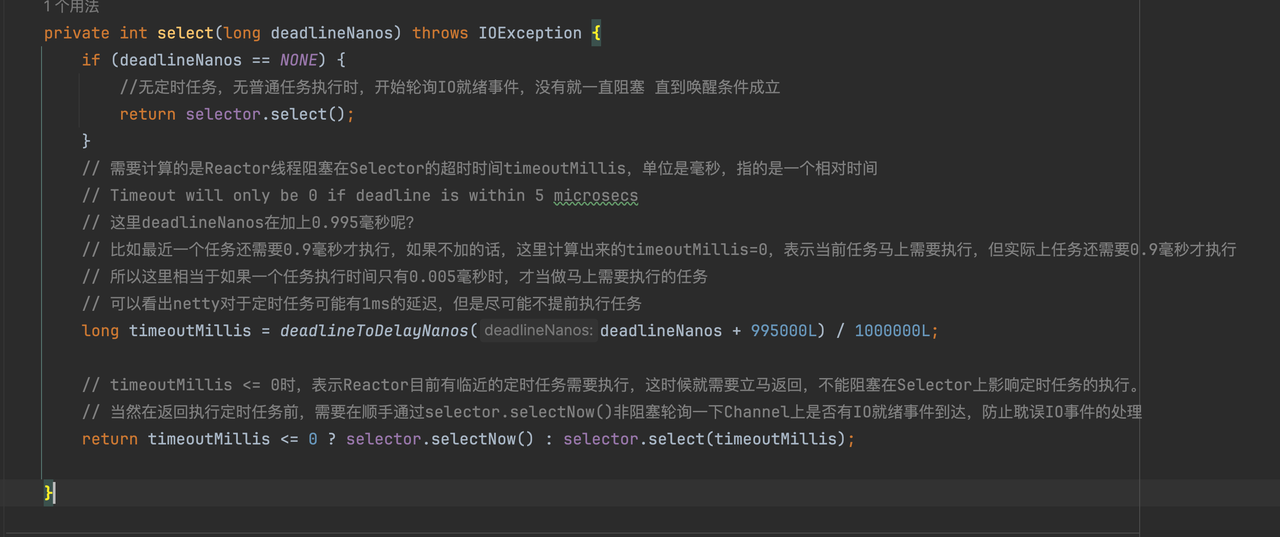 1 个用法
private int select(long deadlineNanos) throws IOException {
if (deadlineNanos == NONE) {
//无定时任务，无普通任务执行时，开始轮询IO就绪事件，没有就一直阻塞 直到唤醒条件成立
return selector.select();
}
// 需要计算的是Reactor线程阻塞在Selector的超时时间timeoutMillis，单位是毫秒，指的是一个相对时间
// Timeout will only be 0 if deadline is within 5 microsecs
// 这里deadlineNanos在加上0.995毫秒呢？
// 比如最近一个任务还需要0.9毫秒才执行，如果不加的话，这里计算出来的timeoutMillis=0，表示当前任务马上需要执行，但实际上任务还需要0.9毫秒才执行
// 所以这里相当于如果一个任务执行时间只有0.005毫秒时，才当做马上需要执行的任务
// 可以看出netty对于定时任务可能有1ms的延迟，但是尽可能不提前执行任务
long timeoutMillis = deadlineToDelayNanos( deadlineNanos: deadlineNanos + 995000L) / 1000000L;
// timeoutMillis <= 0时，表示Reactor目前有临近的定时任务需要执行，这时候就需要立马返回，不能阻塞在Selector上影响定时任务的执行。
// 当然在返回执行定时任务前，需要在顺手通过selector.selectNow()非阻塞轮询一下Channel上是否有IO就绪事件到达，防止耽误IO事件的处理
return timeoutMillis <= 0 ? selector.selectNow() : selector.select(timeoutMillis);
}